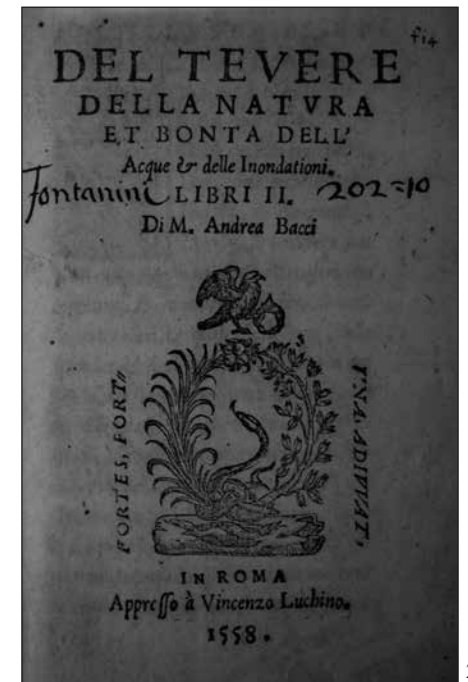 fi4
DEL TEVERE
DELLA NATVRA
ET BONTA DELL'
Acque & delle Inondationi.
Fontanini LIBRI II. 202=10
Di M. Andrea Bacci
FORTES, FORT„
VNA, ADIVVAT,
IN ROMA
Appresso à Vincenzo Luchino.
1558.